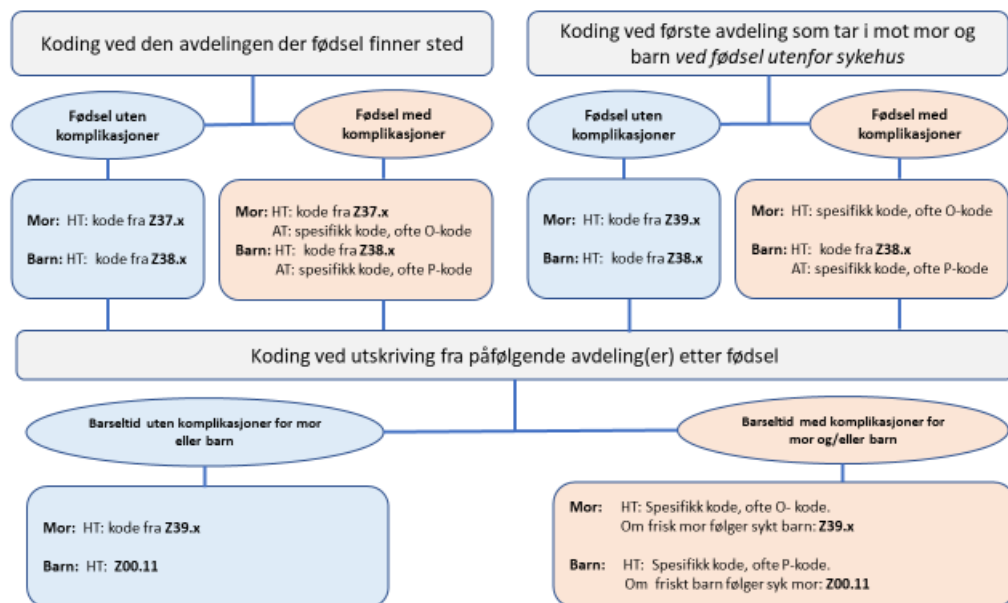 Koding ved den avdelingen der fødsel finner sted
Fødsel uten
komplikasjoner
Fødsel med
komplikasjoner
Mor: HT: kode fra Z37.x
Barn: HT: kode fra Z38.x
Mor: HT: kode fra Z37.x
AT: spesifikk kode, ofte O-kode
Barn: HT: kode fra Z38.x
AT: spesifikk kode, ofte P-kode
Koding ved første avdeling som tar i mot mor og
barn ved fødsel utenfor sykehus
Fødsel uten
komplikasjoner
Fødsel med
komplikasjoner
Mor: HT: kode fra Z39.x
Barn: HT: kode fra Z38.x
Mor: HT: spesifikk kode, ofte O-kode
Barn: HT: kode fra Z38.x
AT: spesifikk kode, ofte P-kode
Koding ved utskriving fra påfølgende avdeling(er) etter fødsel
Barseltid uten komplikasjoner for mor
eller barn
Barseltid med komplikasjoner for
mor og/eller barn
Mor: HT: kode fra Z39.x
Barn: HT: Z00.11
Mor: HT: Spesifikk kode, ofte O- kode.
Om frisk mor følger sykt barn: Z39.x
Barn: HT: Spesifikk kode, ofte P-kode.
Om friskt barn følger syk mor: Z00.11